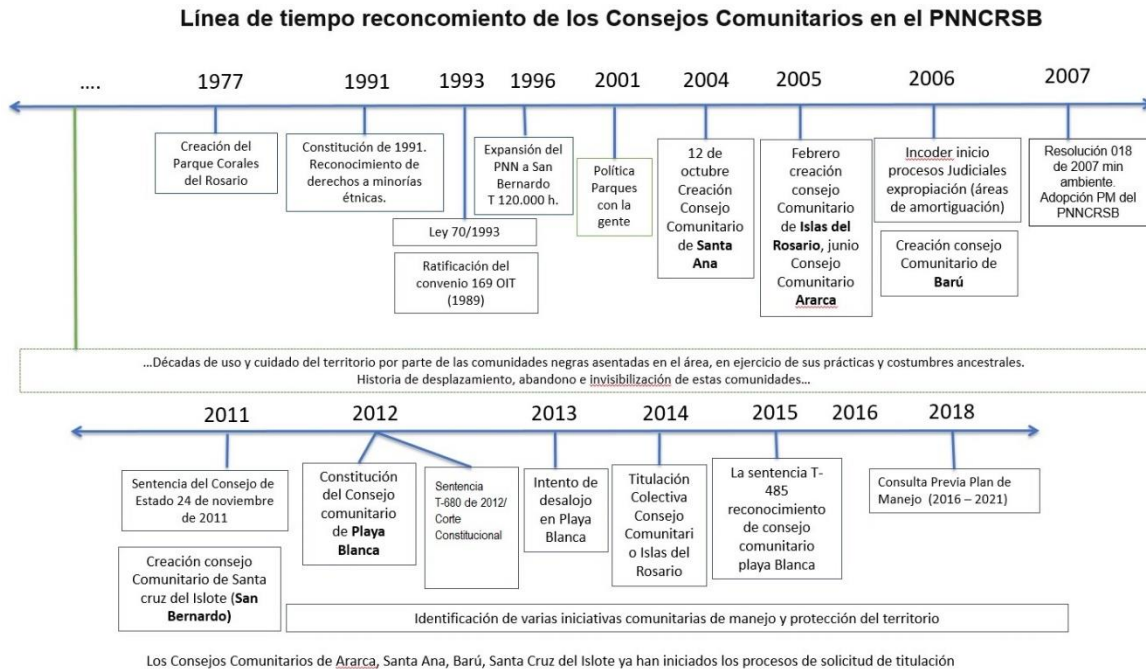 Línea de tiempo reconcomiento de los Consejos Comunitarios en el PNNCRSB
....
1977
1991
1993
1996
2001
2004
2005
2006
2007
Creación del
Parque Corales
del Rosario
Constitución de 1991.
Reconocimiento de
derechos a minorías
étnicas.
Ley 70/1993
Ratificación del
convenio 169 OIT
(1989)
Expansión del
PNN a San
Bernardo
T 120.000 h.
Política
Parques con
la gente
12 de
octubre
Creación
Consejo
Comunitario
de Santa
Ana
Febrero
creación
consejo
Comunitario
de Islas del
Rosario, junio
Consejo
Comunitario
Ararca
Incoder inicio
procesos Judiciales
expropiación (áreas
de amortiguación)
Creación consejo
Comunitario de
Barú
Resolución 018
de 2007 min
ambiente.
Adopción PM del
PNNCRSB
...Décadas de uso y cuidado del territorio por parte de las comunidades negras asentadas en el área, en ejercicio de sus prácticas y costumbres ancestrales.
Historia de desplazamiento, abandono e invisibilización de estas comunidades...
2011
2012
2013
2014
2015
2016
2018
Sentencia del Consejo de
Estado 24 de noviembre
de 2011
Creación consejo
Comunitario de Santa
cruz del Islote (San
Bernardo)
Constitución
del Consejo
comunitario
de Playa
Blanca
Sentencia
T-680 de 2012/
Corte
Constitucional
Intento de
desalojo en
Playa
Blanca
Titulación
Colectiva
Consejo
Comunitari
o Islas del
Rosario
La sentencia T-
485
reconocimiento
de consejo
comunitario
playa Blanca
Consulta Previa Plan de
Manejo (2016 – 2021)
Identificación de varias iniciativas comunitarias de manejo y protección del territorio
Los Consejos Comunitarios de Ararca, Santa Ana, Barú, Santa Cruz del Islote ya han iniciados los procesos de solicitud de titulación